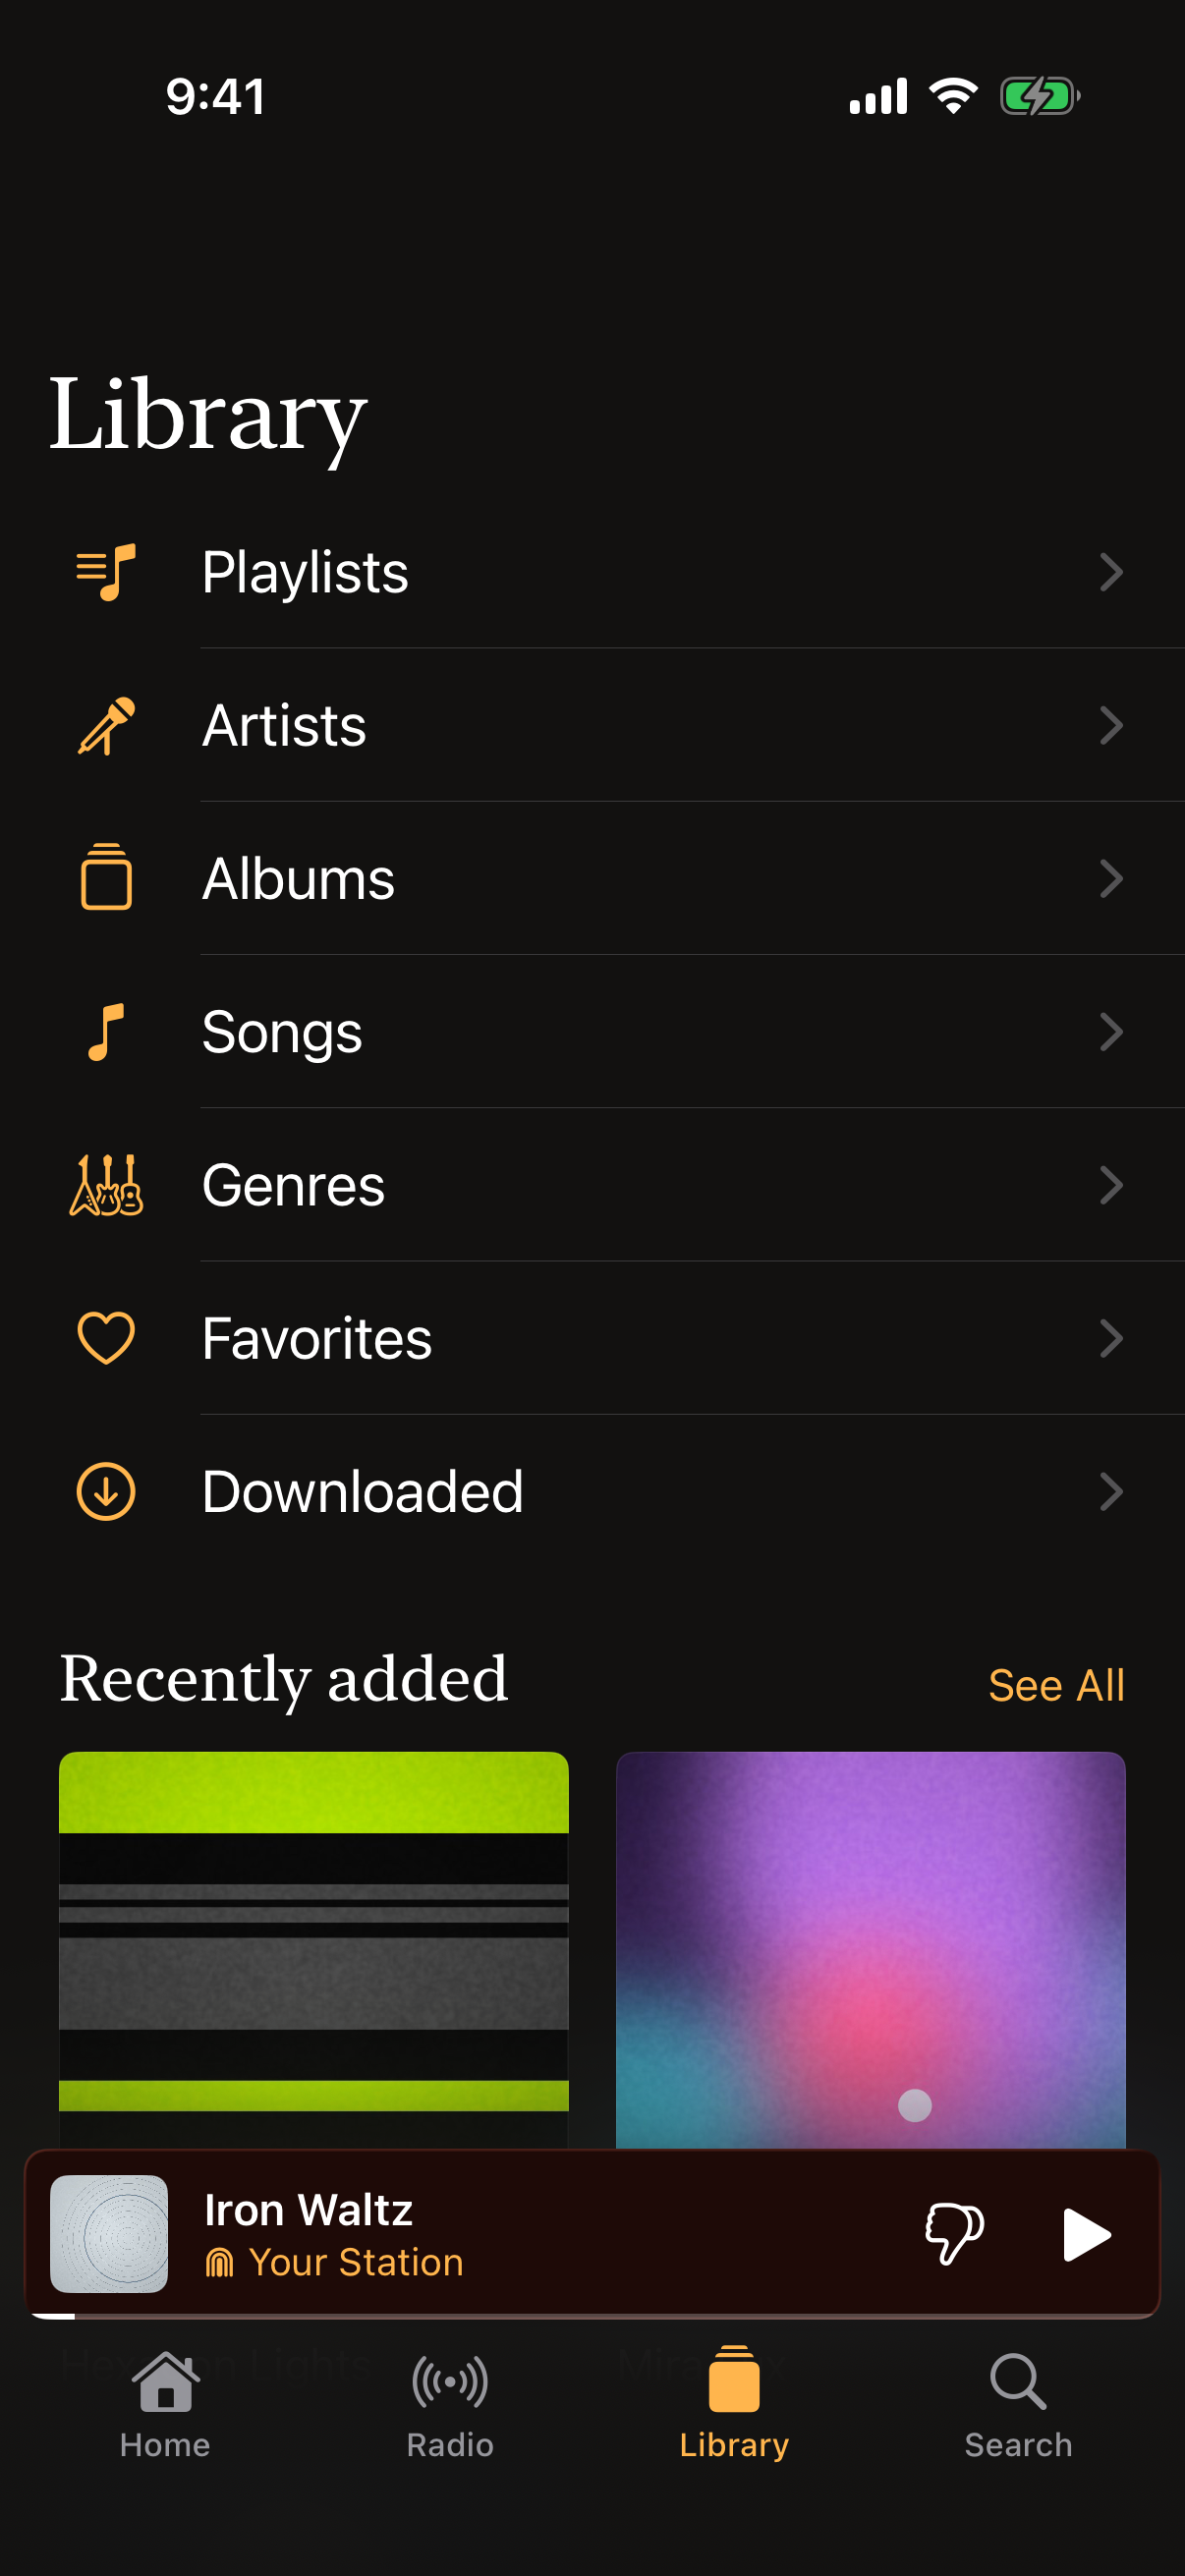 9:41
Library
Playlists
Artists
Albums
Songs
Genres
Favorites
Downloaded
Recently added
See All
Iron Waltz
Your Station
Home
Radio
Library
Search